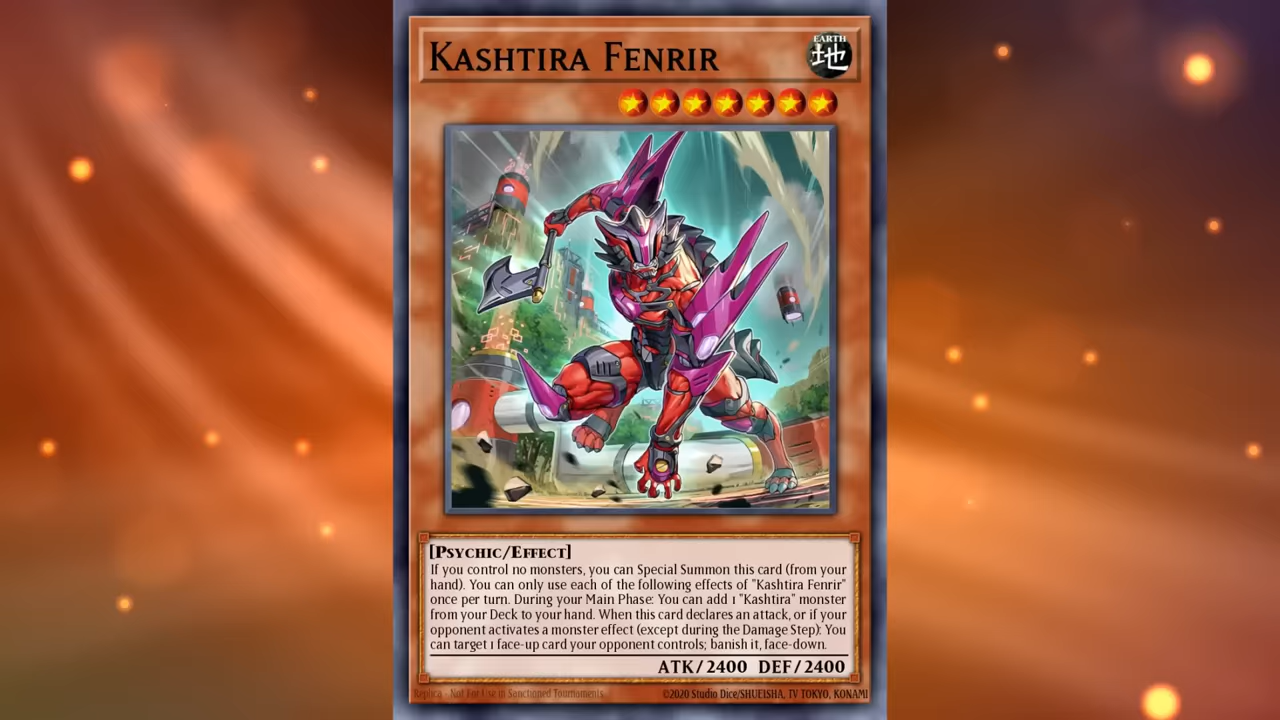 KASHTIRA FENRIR
EARTH
地
[PSYCHIC/EFFECT]
If you control no monsters, you can Special Summon this card (from your
hand). You can only use each of the following effects of "Kashtira Fenrir"
once per turn. During your Main Phase: You can add 1 "Kashtira" monster
from your Deck to your hand. When this card declares an attack, or if your
opponent activates a monster effect (except during the Damage Step): You
can target 1 face-up card your opponent controls; banish it, face-down.
ATK/2400 DEF/2400
Replica - Not For Use in Sanctioned Tournaments
©2020 Studio Dice/SHUEISHA, TV TOKYO, KONAMI